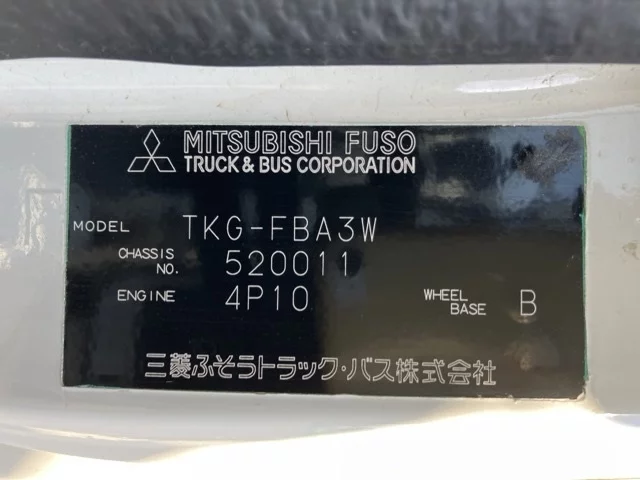 MITSUBISHI FUSO
TRUCK & BUS CORPORATION
MODEL TKG-FBA3W
CHASSIS NO. 520011
ENGINE 4P10 WHEEL BASE B
三菱ふそうトラック・バス株式会社